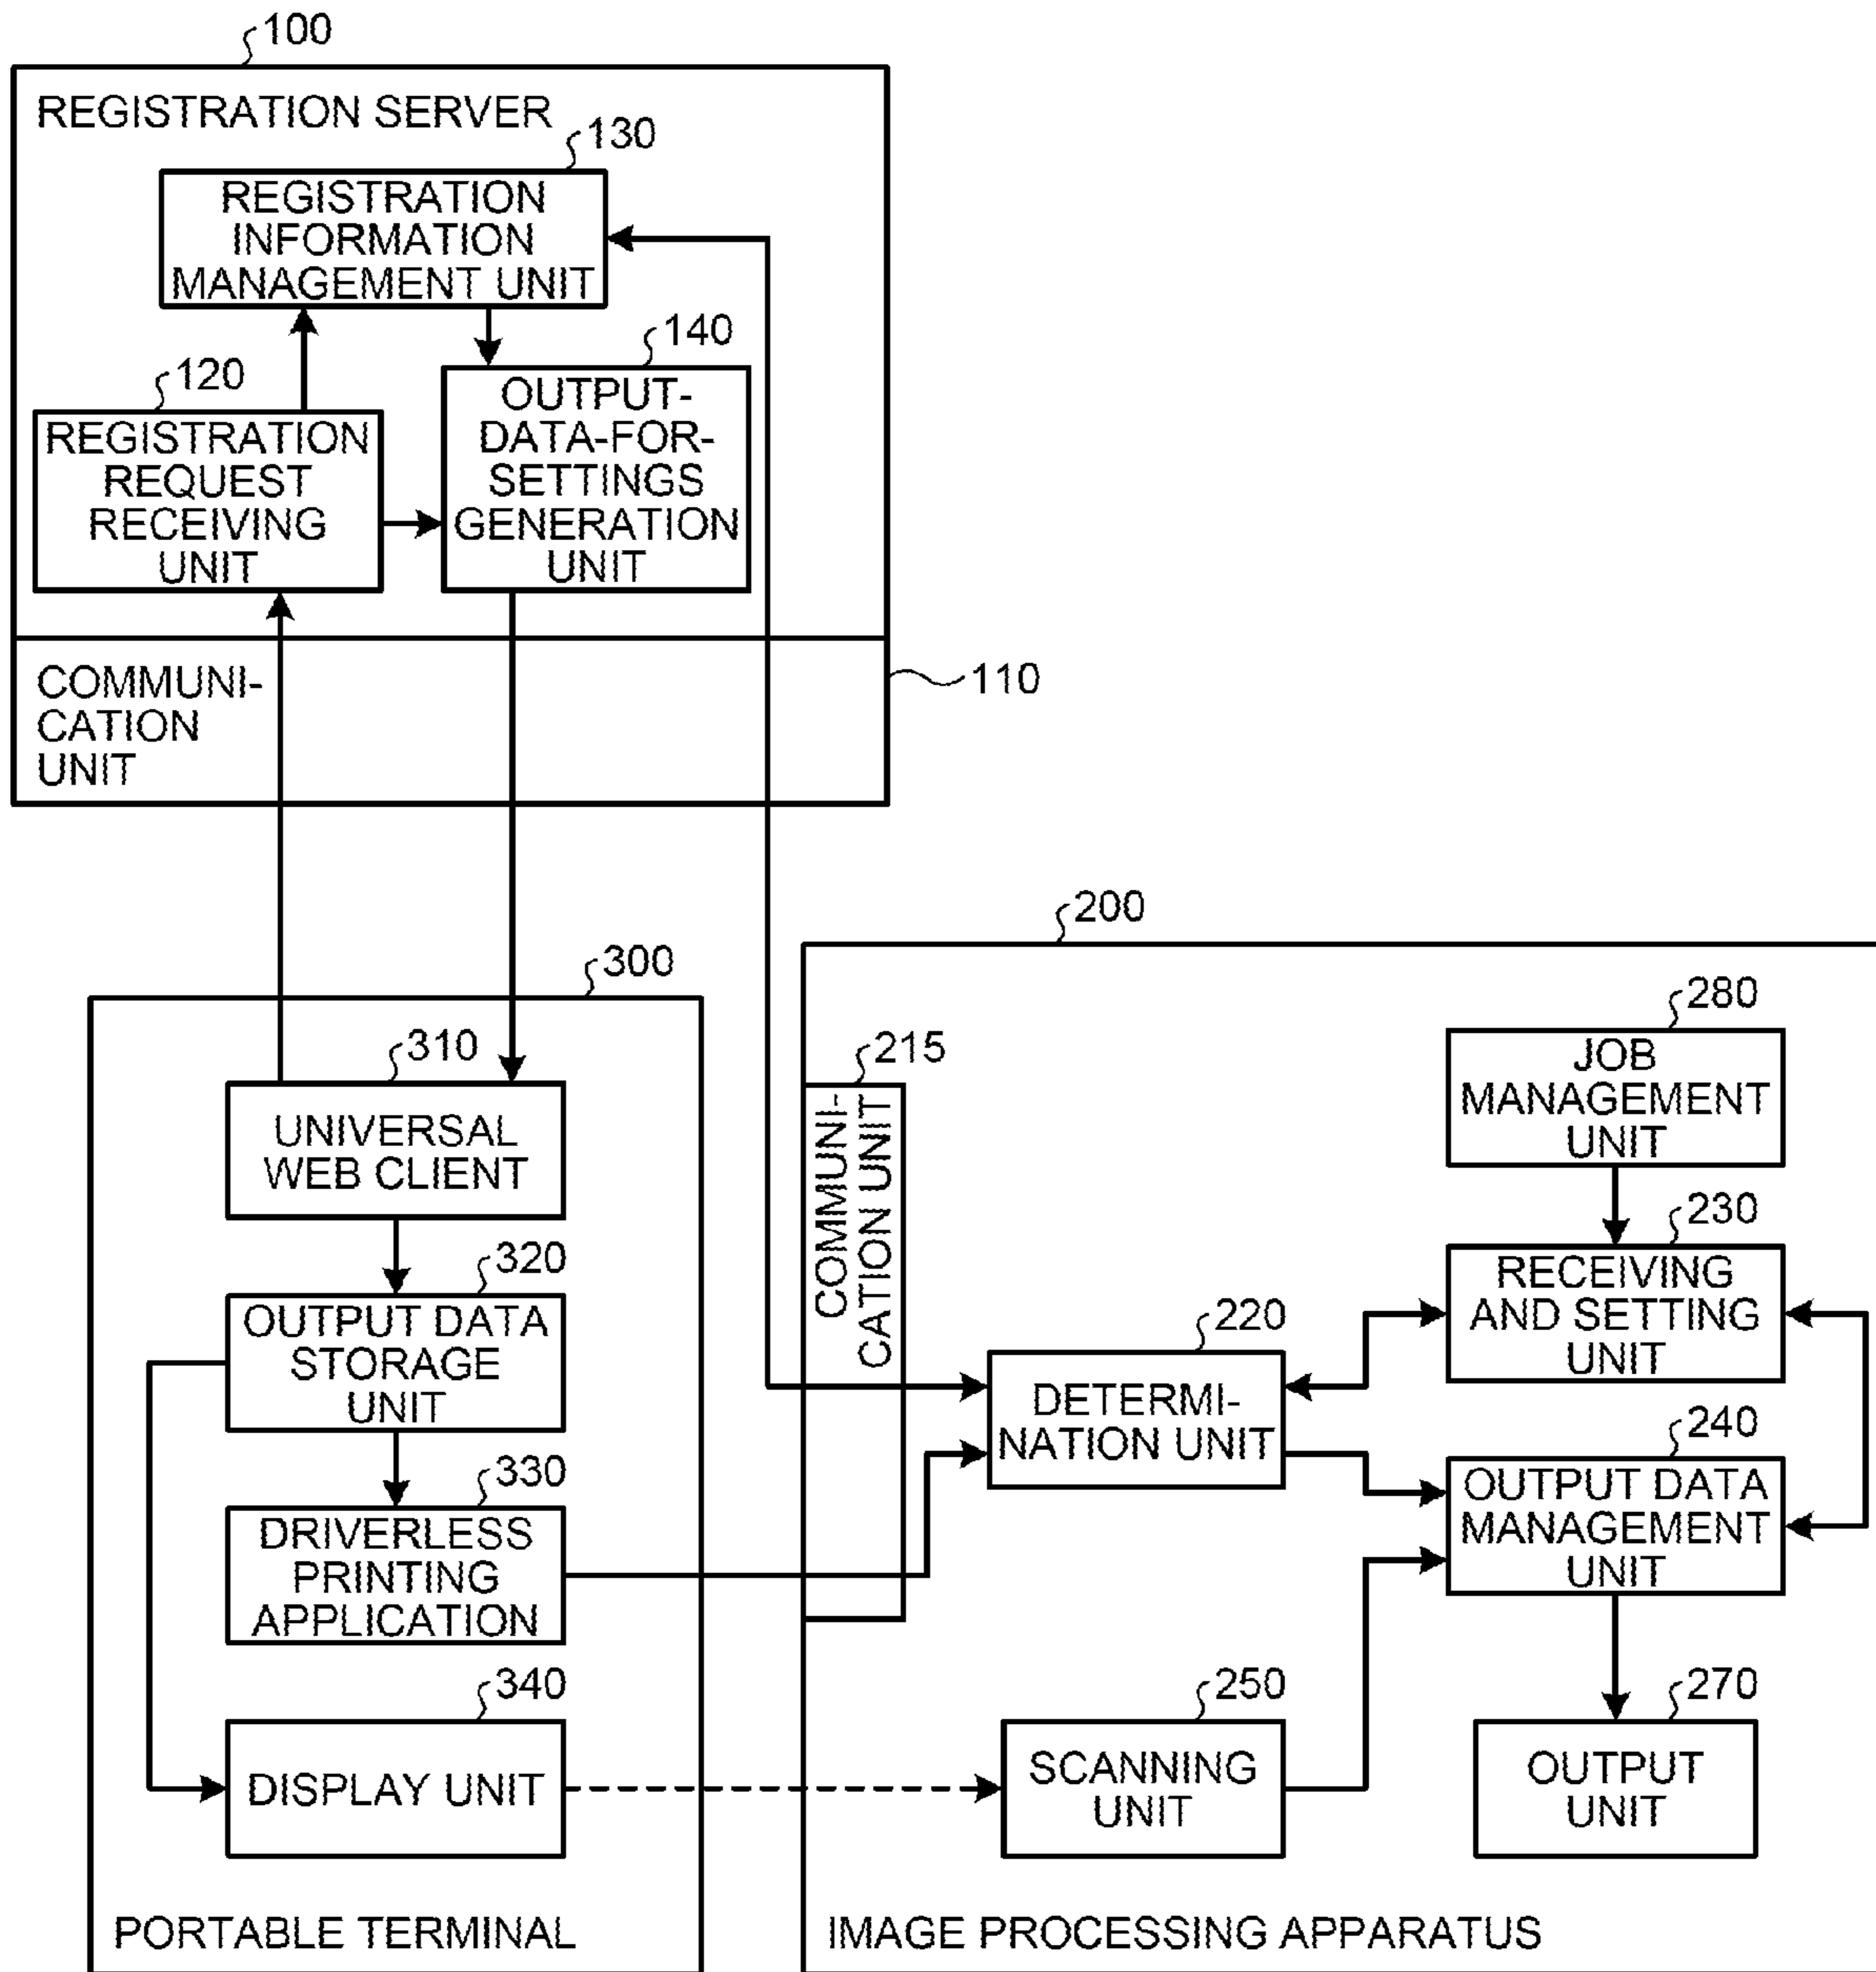 100
REGISTRATION SERVER
130
REGISTRATION
INFORMATION
MANAGEMENT UNIT
140
OUTPUT-
DATA-FOR-
SETTINGS
GENERATION
UNIT
120
REGISTRATION
REQUEST
RECEIVING
UNIT
COMMUNI-
CATION
UNIT
110
300
310
UNIVERSAL
WEB CLIENT
320
OUTPUT DATA
STORAGE
UNIT
330
DRIVERLESS
PRINTING
APPLICATION
340
DISPLAY UNIT
PORTABLE TERMINAL
200
215
COMMUNI-
CATION UNIT
280
JOB
MANAGEMENT
UNIT
230
RECEIVING
AND SETTING
UNIT
220
DETERMI-
NATION UNIT
240
OUTPUT DATA
MANAGEMENT
UNIT
250
SCANNING
UNIT
270
OUTPUT
UNIT
IMAGE PROCESSING APPARATUS